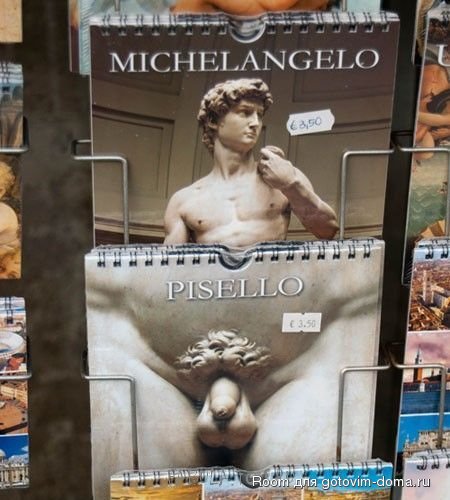 MICHELANGELO
€3,50
PISELLO
€ 3.50
Room для gotovim-doma.ru